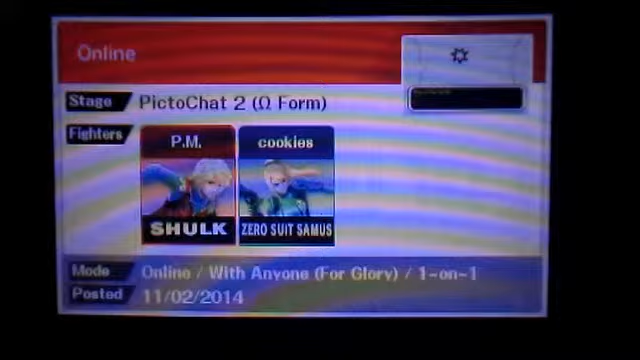 Online
Stage PictoChat 2 (Ω Form)
Fighters
P.M. cookies
SHULK ZERO SUIT SAMUS
Mode Online / With Anyone (For Glory) / 1-on-1
Posted 11/02/2014